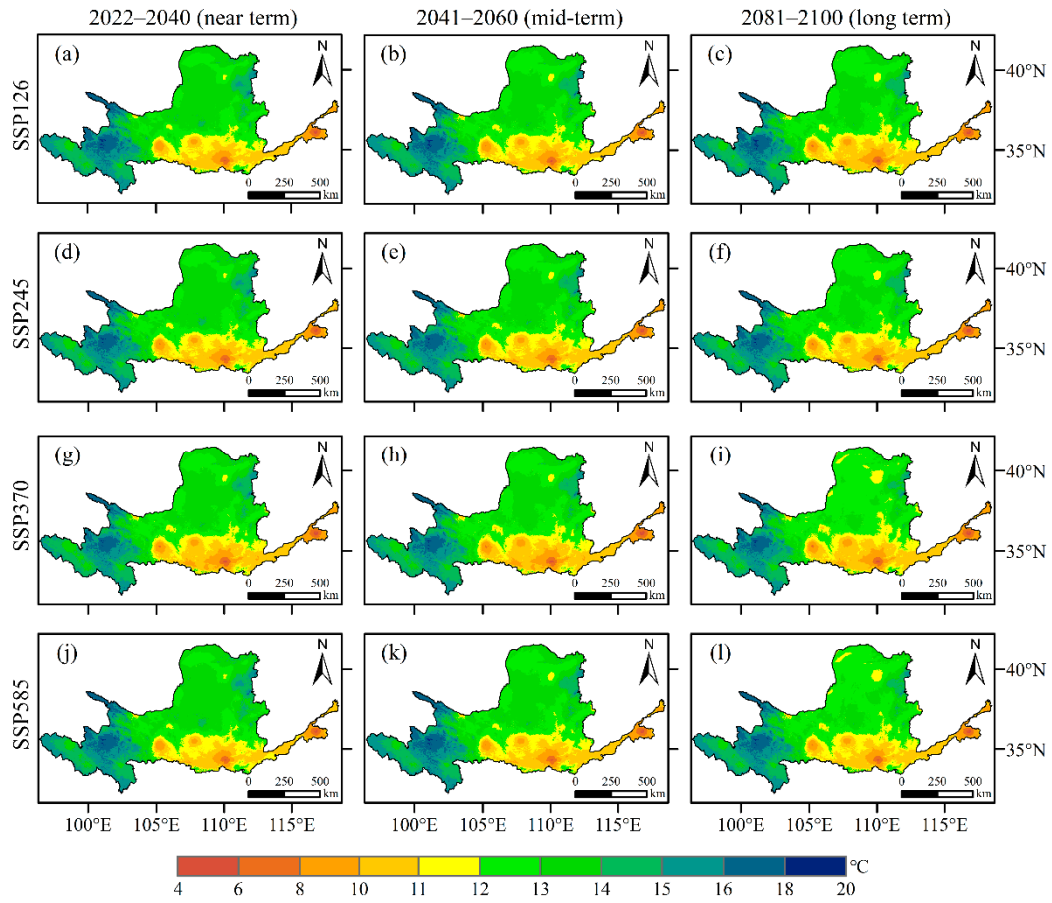 2022–2040 (near term) 2041–2060 (mid-term) 2081–2100 (long term)
SSP126
(a) N 0 250 500 km
(b) N 0 250 500 km
(c) N 0 250 500 km
40°N
35°N
SSP245
(d) N 0 250 500 km
(e) N 0 250 500 km
(f) N 0 250 500 km
40°N
35°N
SSP370
(g) N 0 250 500 km
(h) N 0 250 500 km
(i) N 0 250 500 km
40°N
35°N
SSP585
(j) N 0 250 500 km
(k) N 0 250 500 km
(l) N 0 250 500 km
40°N
35°N
100°E 105°E 110°E 115°E 100°E 105°E 110°E 115°E 100°E 105°E 110°E 115°E
°C
4 6 8 10 11 12 13 14 15 16 18 20